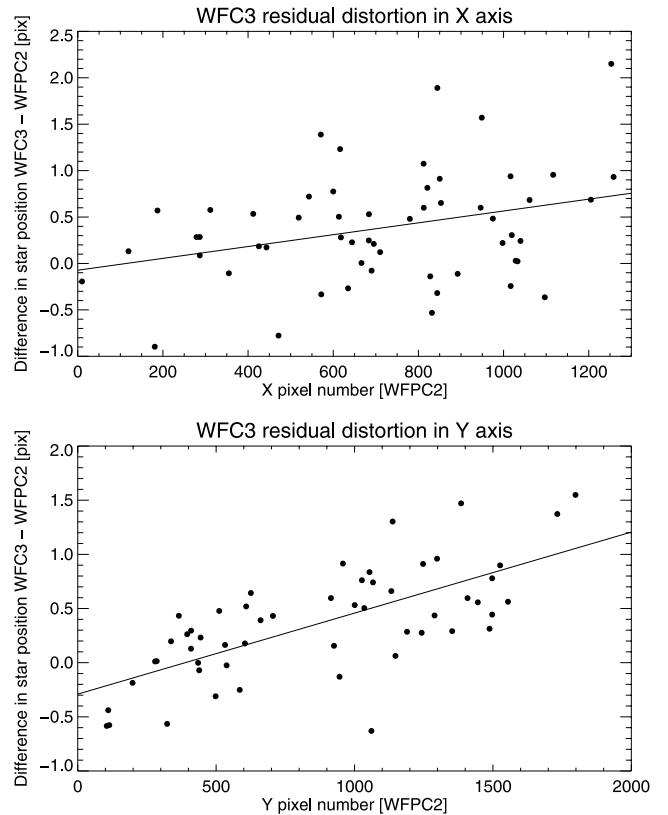 WFC3 residual distortion in X axis
Difference in star position WFC3 − WFPC2 [pix]
2.5
2.0
1.5
1.0
0.5
0.0
−0.5
−1.0
0 200 400 600 800 1000 1200
X pixel number [WFPC2]
WFC3 residual distortion in Y axis
Difference in star position WFC3 − WFPC2 [pix]
2.0
1.5
1.0
0.5
0.0
−0.5
−1.0
0 500 1000 1500 2000
Y pixel number [WFPC2]